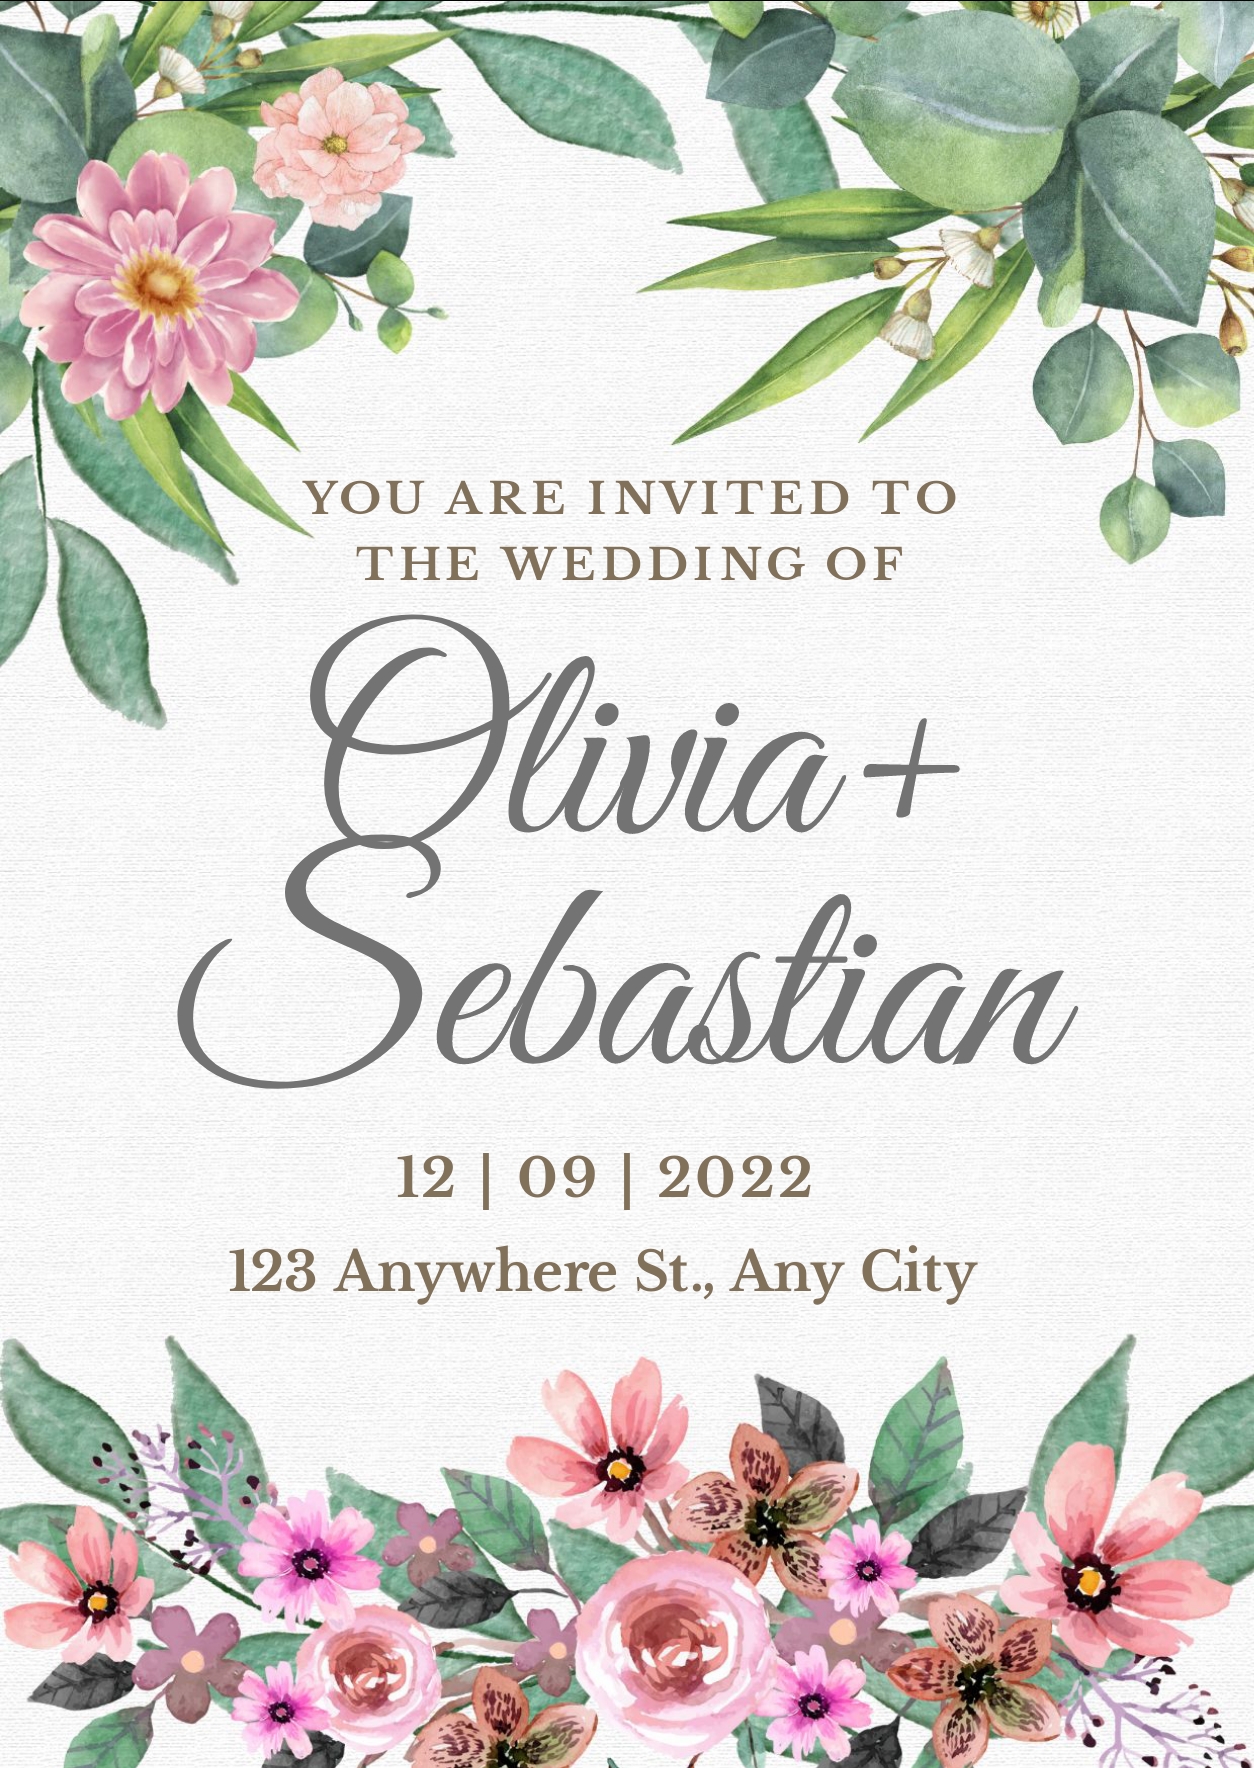 YOU ARE INVITED TO
THE WEDDING OF
Olivia +
Sebastian
12 | 09 | 2022
123 Anywhere St., Any City